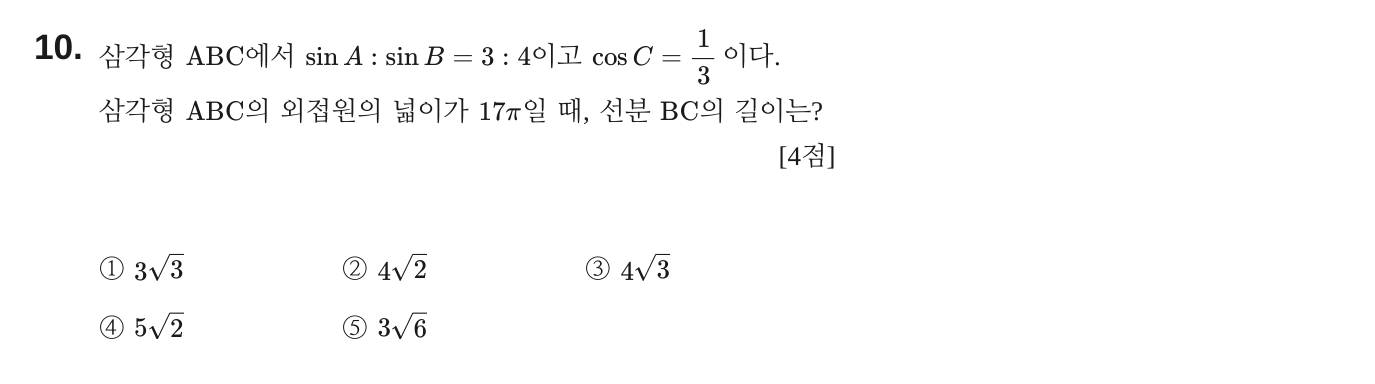 10. 삼각형 ABC에서 sin A : sin B = 3 : 4이고 cos C = 1/3 이다.
삼각형 ABC의 외접원의 넓이가 17π일 때, 선분 BC의 길이는?
[4점]
① 3√3 ② 4√2 ③ 4√3
④ 5√2 ⑤ 3√6